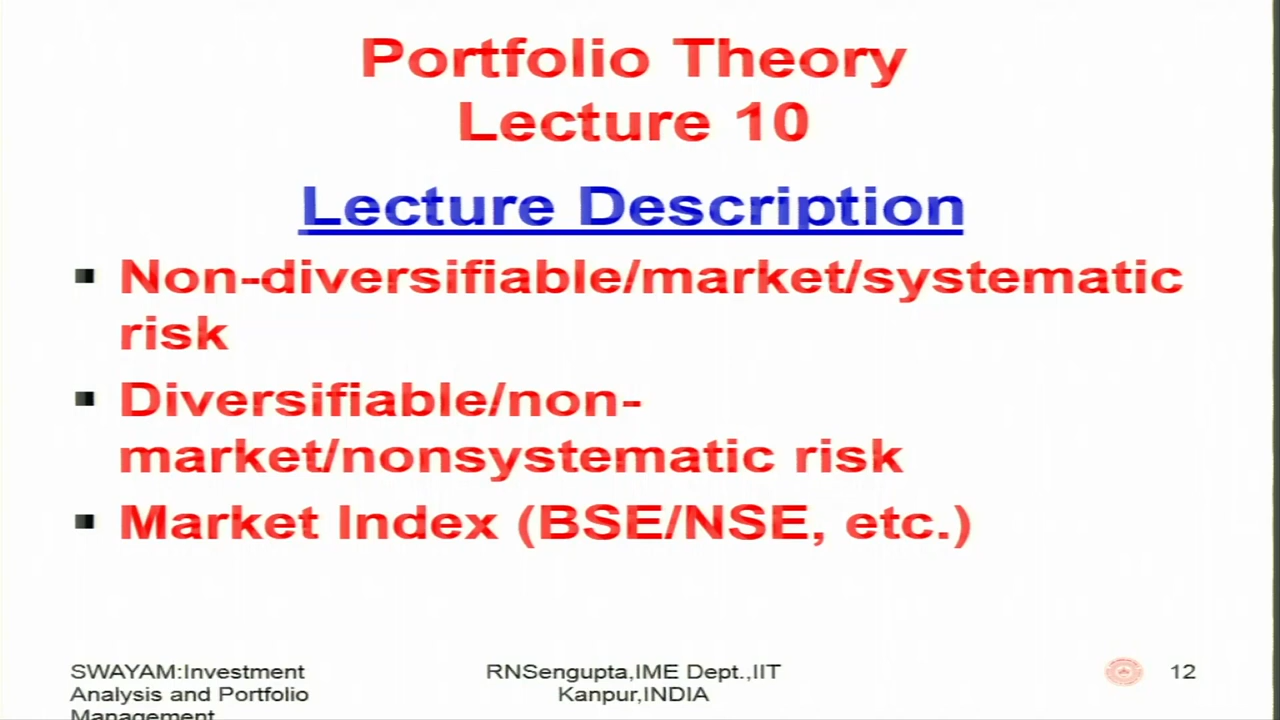 Portfolio Theory
Lecture 10
Lecture Description
Non-diversifiable/market/systematic
risk
Diversifiable/non-
market/nonsystematic risk
Market Index (BSE/NSE, etc.)
SWAYAM:Investment
Analysis and Portfolio
Management
RNSengupta,IME Dept.,IIT
Kanpur,INDIA
12